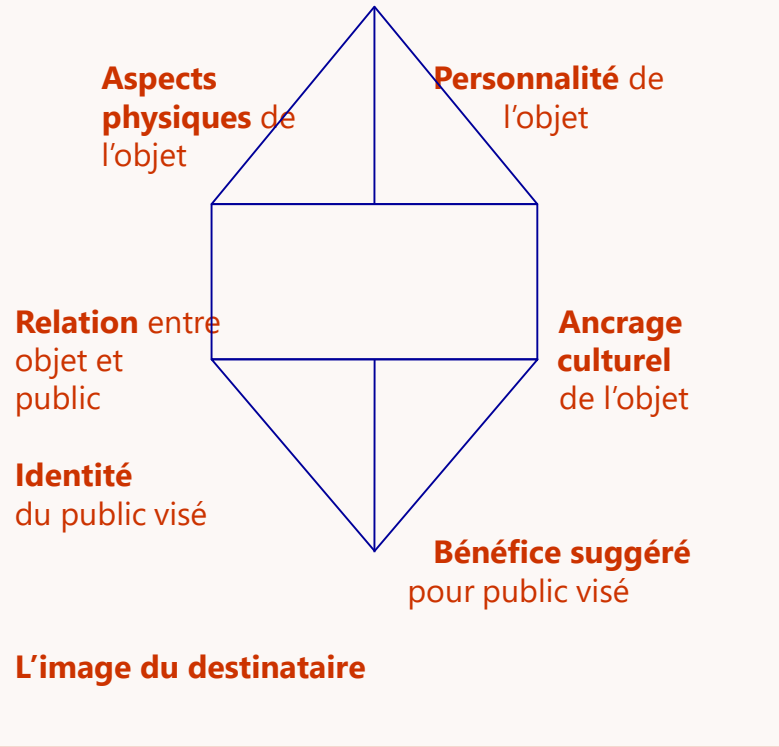 Aspects
physiques de
l’objet
Personnalité de
l’objet
Relation entre
objet et
public
Ancrage
culturel
de l’objet
Identité
du public visé
Bénéfice suggéré
pour public visé
L’image du destinataire